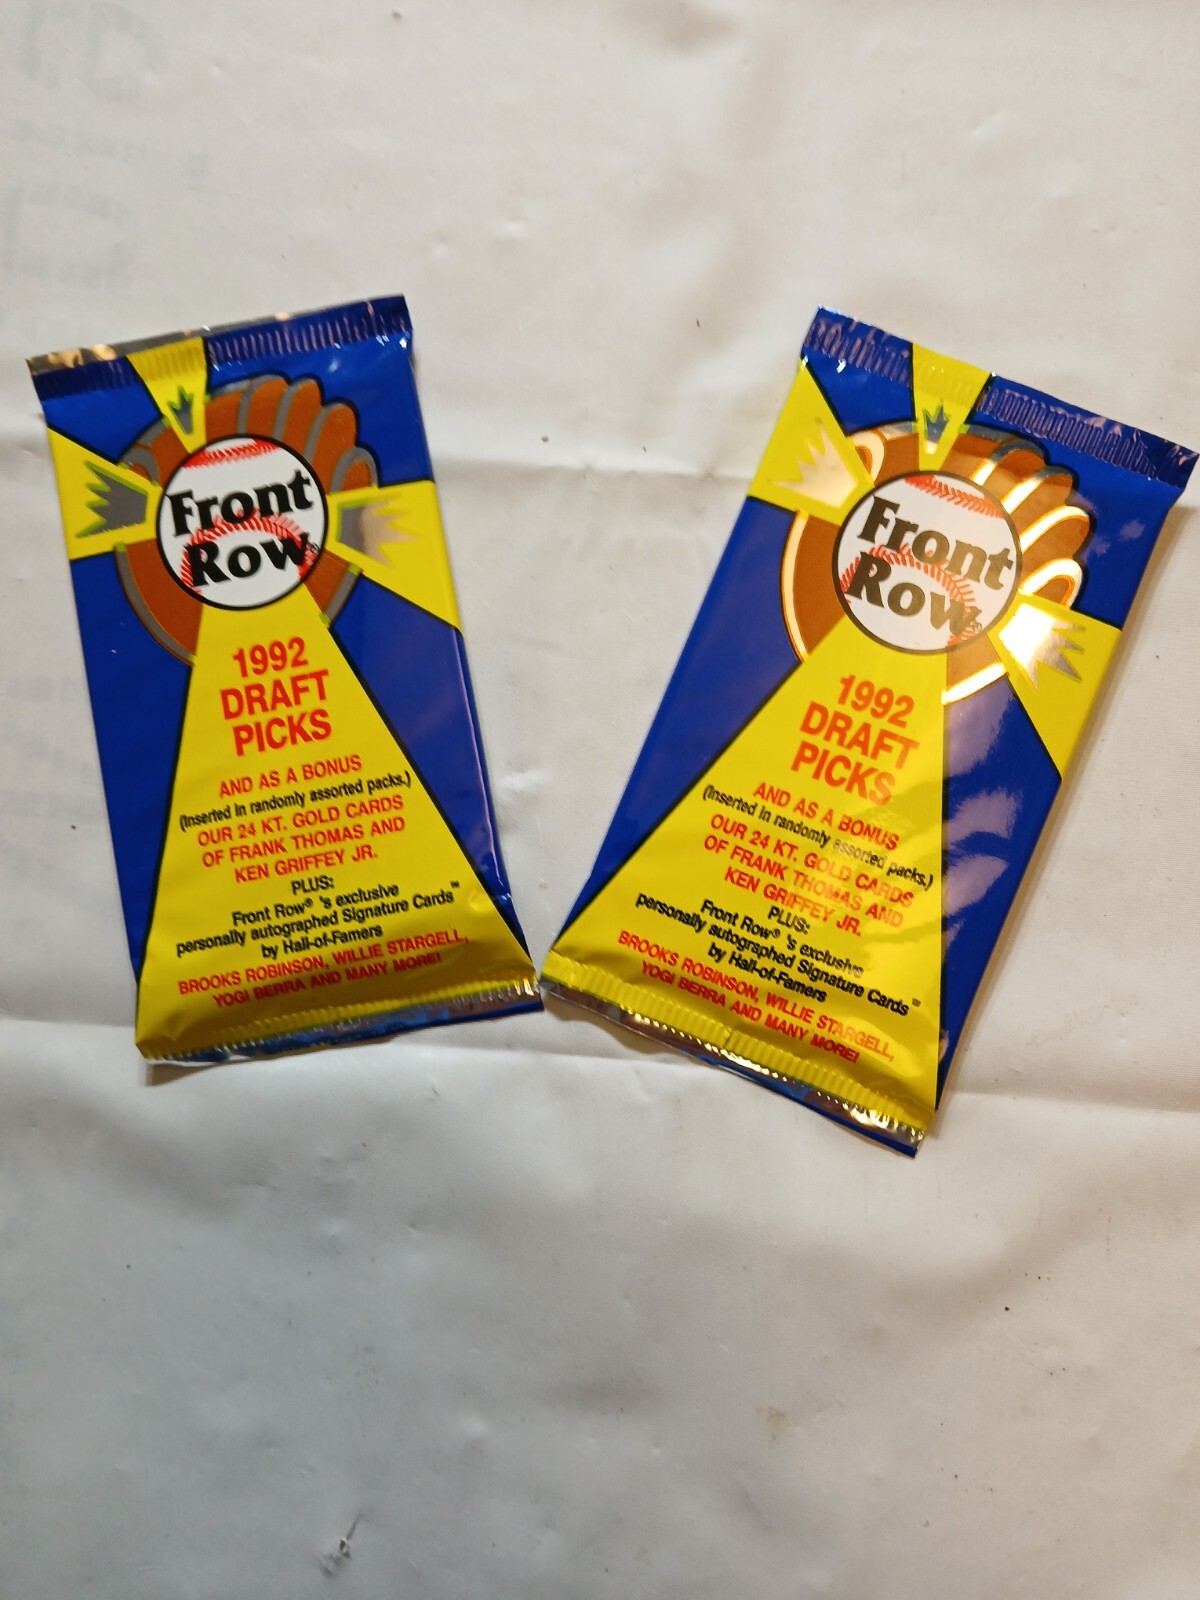 Front
Row®
1992
DRAFT
PICKS
AND AS A BONUS
(Inserted in randomly assorted packs.)
OUR 24 KT. GOLD CARDS
OF FRANK THOMAS AND
KEN GRIFFEY JR.
PLUS:
Front Row® 's exclusive
personally autographed Signature Cards™
by Hall-of-Famers
BROOKS ROBINSON, WILLIE STARGELL,
YOGI BERRA AND MANY MORE!
Front
Row®
1992
DRAFT
PICKS
AND AS A BONUS
(Inserted in randomly assorted packs.)
OUR 24 KT. GOLD CARDS
OF FRANK THOMAS AND
KEN GRIFFEY JR.
PLUS:
Front Row® 's exclusive
personally autographed Signature Cards™
by Hall-of-Famers
BROOKS ROBINSON, WILLIE STARGELL,
YOGI BERRA AND MANY MORE!